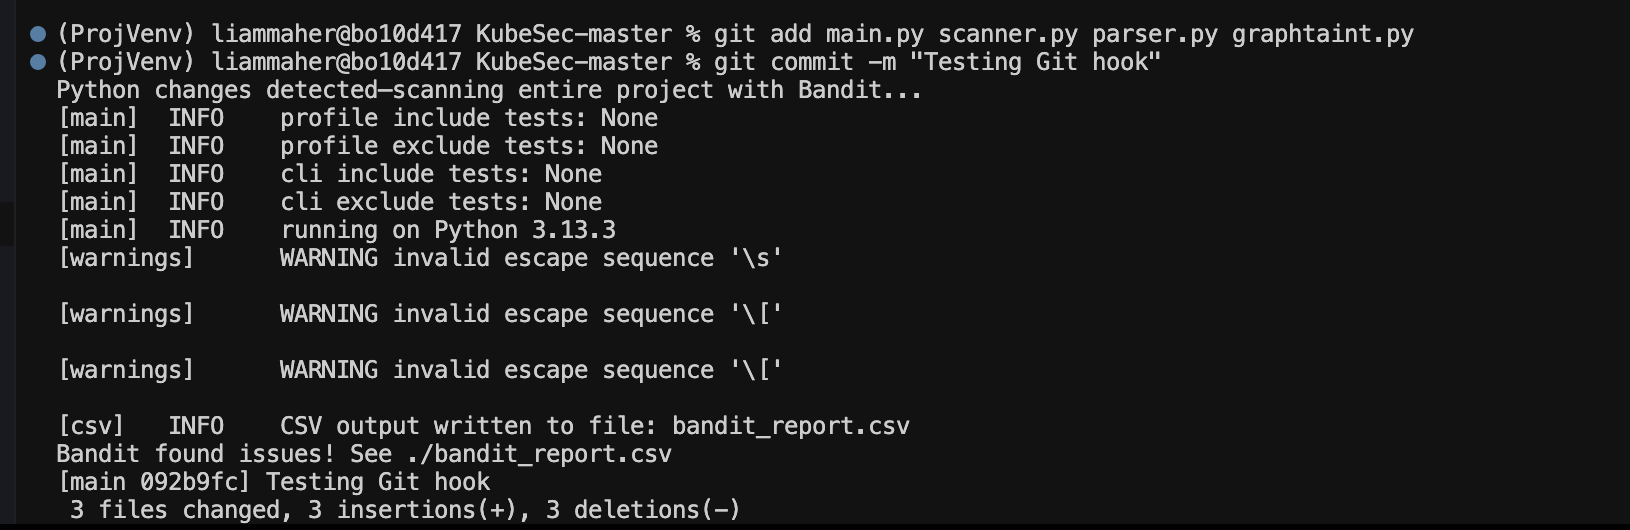 (ProjVenv) liammaher@bo10d417 KubeSec-master % git add main.py scanner.py parser.py graphtaint.py
(ProjVenv) liammaher@bo10d417 KubeSec-master % git commit -m "Testing Git hook"
Python changes detected—scanning entire project with Bandit...
[main]  INFO    profile include tests: None
[main]  INFO    profile exclude tests: None
[main]  INFO    cli include tests: None
[main]  INFO    cli exclude tests: None
[main]  INFO    running on Python 3.13.3
[warnings]      WARNING invalid escape sequence '\s'
[warnings]      WARNING invalid escape sequence '\['
[warnings]      WARNING invalid escape sequence '\['
[csv]   INFO    CSV output written to file: bandit_report.csv
Bandit found issues! See ./bandit_report.csv
[main 092b9fc] Testing Git hook
 3 files changed, 3 insertions(+), 3 deletions(-)